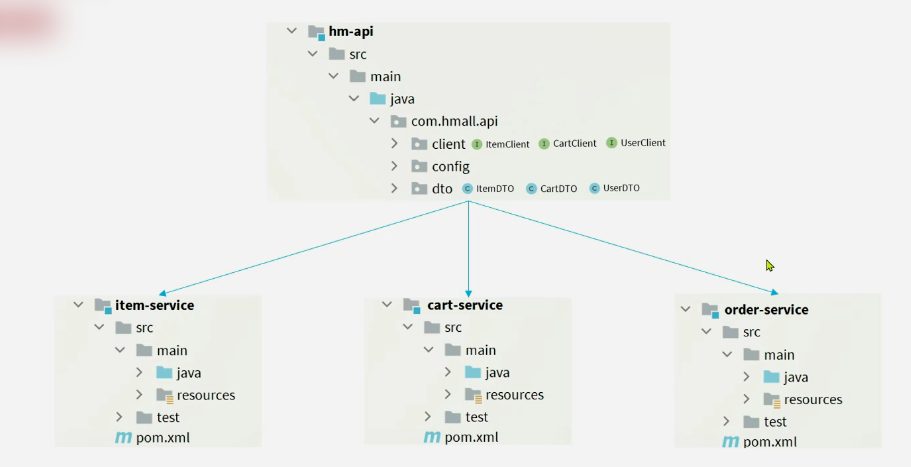 hm-api
src
main
java
com.hmall.api
client I ItemClient I CartClient I UserClient
config
dto C ItemDTO C CartDTO C UserDTO
item-service
src
main
java
resources
test
m pom.xml
cart-service
src
main
java
resources
test
m pom.xml
order-service
src
main
java
resources
test
m pom.xml